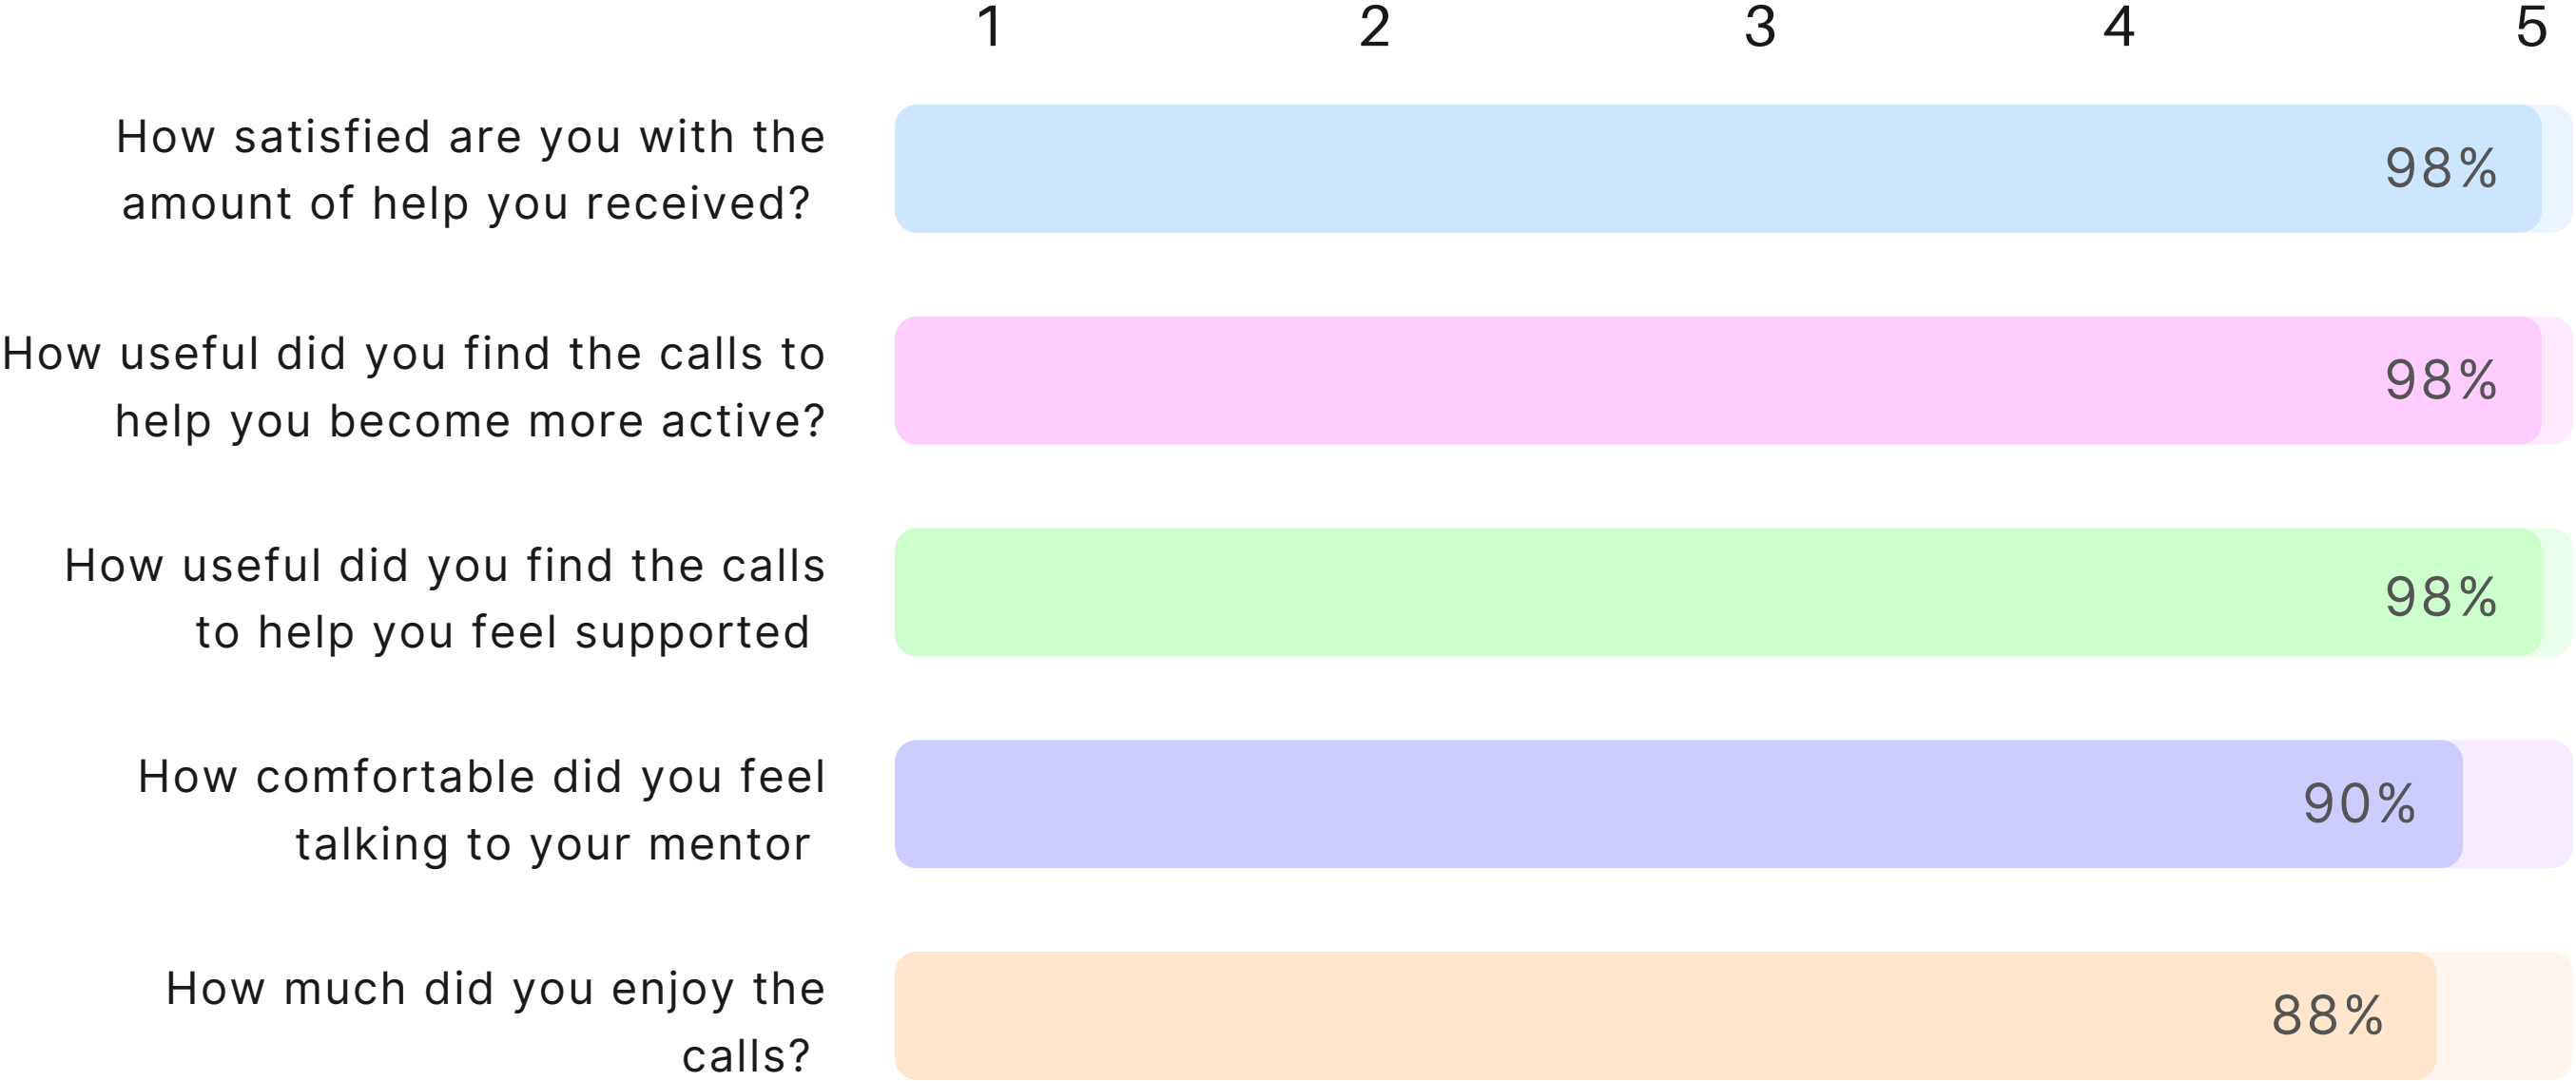 1 2 3 4 5
How satisfied are you with the
amount of help you received?
98%
How useful did you find the calls to
help you become more active?
98%
How useful did you find the calls
to help you feel supported
98%
How comfortable did you feel
talking to your mentor
90%
How much did you enjoy the
calls?
88%